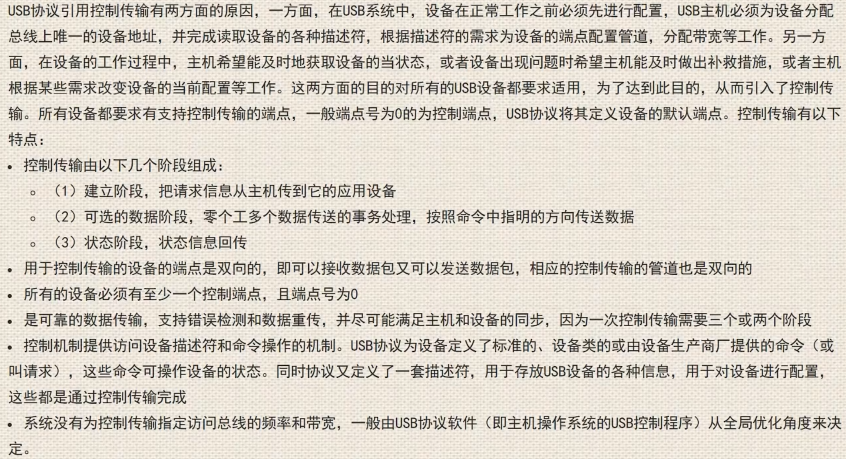 USB协议引用控制传输有两方面的原因，一方面，在USB系统中，设备在正常工作之前必须先进行配置，USB主机必须为设备分配
总线上唯一的设备地址，并完成读取设备的各种描述符，根据描述符的需求为设备的端点配置管道，分配带宽等工作。另一方
面，在设备的工作过程中，主机希望能及时地获取设备的当状态，或者设备出现问题时希望主机能及时做出补救措施，或者主机
根据某些需求改变设备的当前配置等工作。这两方面的目的对所有的USB设备都要求适用，为了达到此目的，从而引入了控制传
输。所有设备都要求有支持控制传输的端点，一般端点号为0的为控制端点，USB协议将其定义设备的默认端点。控制传输有以下
特点：
• 控制传输由以下几个阶段组成：
◦ （1）建立阶段，把请求信息从主机传到它的应用设备
◦ （2）可选的数据阶段，零个工多个数据传送的事务处理，按照命令中指明的方向传送数据
◦ （3）状态阶段，状态信息回传
• 用于控制传输的设备的端点是双向的，即可以接收数据包又可以发送数据包，相应的控制传输的管道也是双向的
• 所有的设备必须有至少一个控制端点，且端点号为0
• 是可靠的数据传输，支持错误检测和数据重传，并尽可能满足主机和设备的同步，因为一次控制传输需要三个或两个阶段
• 控制机制提供访问设备描述符和命令操作的机制。USB协议为设备定义了标准的、设备类的或由设备生产商厂提供的命令（或
叫请求），这些命令可操作设备的状态。同时协议又定义了一套描述符，用于存放USB设备的各种信息，用于对设备进行配置，
这些都是通过控制传输完成
• 系统没有为控制传输指定访问总线的频率和带宽，一般由USB协议软件（即主机操作系统的USB控制程序）从全局优化角度来决
定。